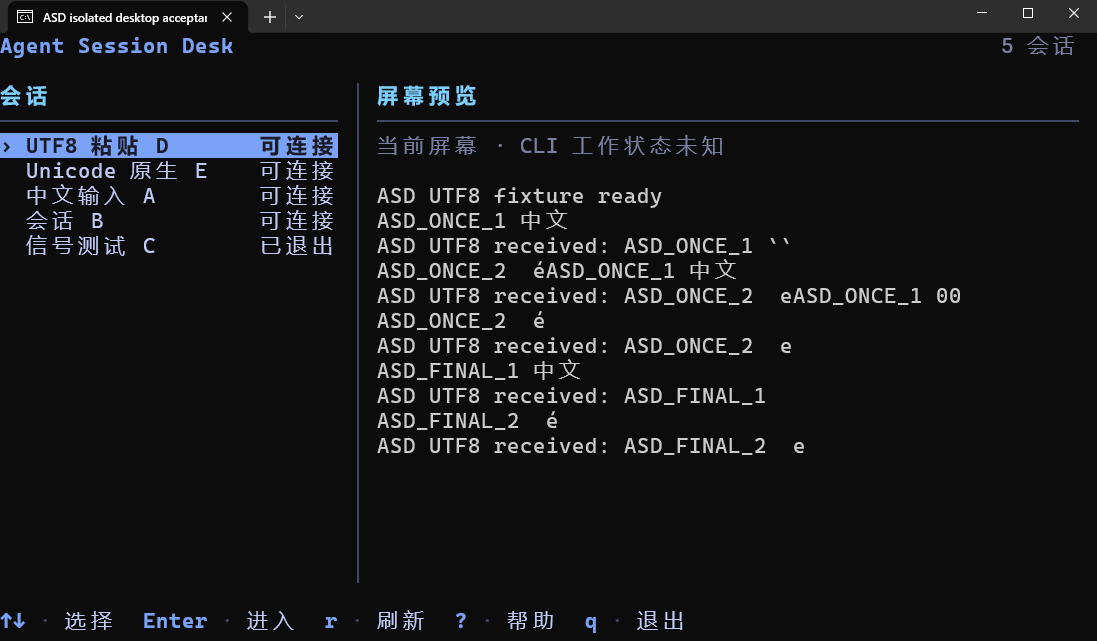 ASD isolated desktop acceptar
Agent Session Desk 5 会话
会话
› UTF8 粘贴 D 可连接
Unicode 原生 E 可连接
中文输入 A 可连接
会话 B 可连接
信号测试 C 已退出
屏幕预览
当前屏幕 · CLI 工作状态未知
ASD UTF8 fixture ready
ASD_ONCE_1 中文
ASD UTF8 received: ASD_ONCE_1 ``
ASD_ONCE_2  éASD_ONCE_1 中文
ASD UTF8 received: ASD_ONCE_2  eASD_ONCE_1 00
ASD_ONCE_2  é
ASD UTF8 received: ASD_ONCE_2  e
ASD_FINAL_1 中文
ASD UTF8 received: ASD_FINAL_1
ASD_FINAL_2  é
ASD UTF8 received: ASD_FINAL_2  e
↑↓ · 选择 Enter · 进入 r · 刷新 ? · 帮助 q · 退出